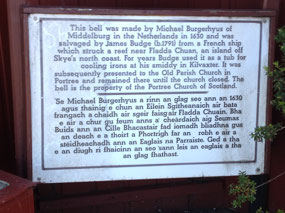 This bell was made by Michael Burgerhuys of
Middelburg in the Netherlands in 1630 and was
salvaged by James Budge (b.1791) from a French ship
which struck a reef near Fladda Chuain, an island off
Skye's north coast. For years Budge used it as a tub for
cooling irons at his smiddy in Kilvaxter. It was
subsequently presented to the Old Parish Church in
Portree and remained there until the church closed. The
bell is the property of the Portree Church of Scotland.
Se Michael Burgerhuys a rinn an glag seo ann an 1630
agus thainig e chun an Eilein Sgitheanaich air bata
frangach a chaidh air sgeir faisg air Fladda Chuain. Bha
e air a chur gu feum anns a' cheardaich aig Seumas
Buids ann an Cille Bhacastair fad iomadh bliadhna gus
an deach e a thoirt a Phortrigh far an robh e air a
steidheachadh ann an Eaglais na Parraiste. Ged a tha
e an diugh ri fhaicinn an seo sann leis an eaglais a tha
an glag fhathast.